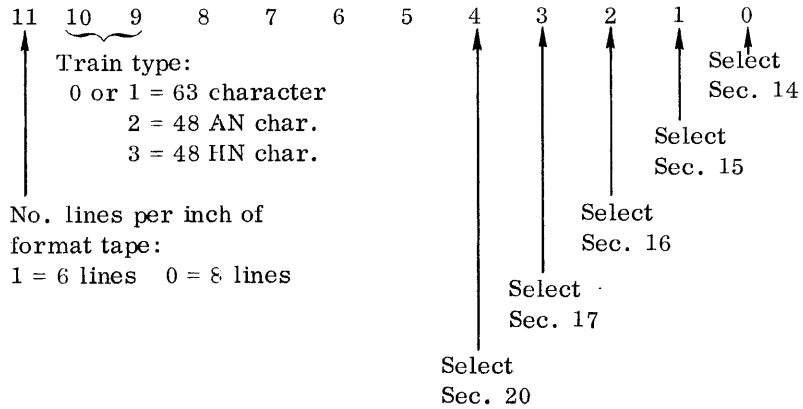 11 10 9 8 7 6 5 4 3 2 1 0
Train type:
0 or 1 = 63 character
2 = 48 AN char.
3 = 48 HN char.
No. lines per inch of
format tape:
1 = 6 lines 0 = 8 lines
Select
Sec. 14
Select
Sec. 15
Select
Sec. 16
Select
Sec. 17
Select
Sec. 20